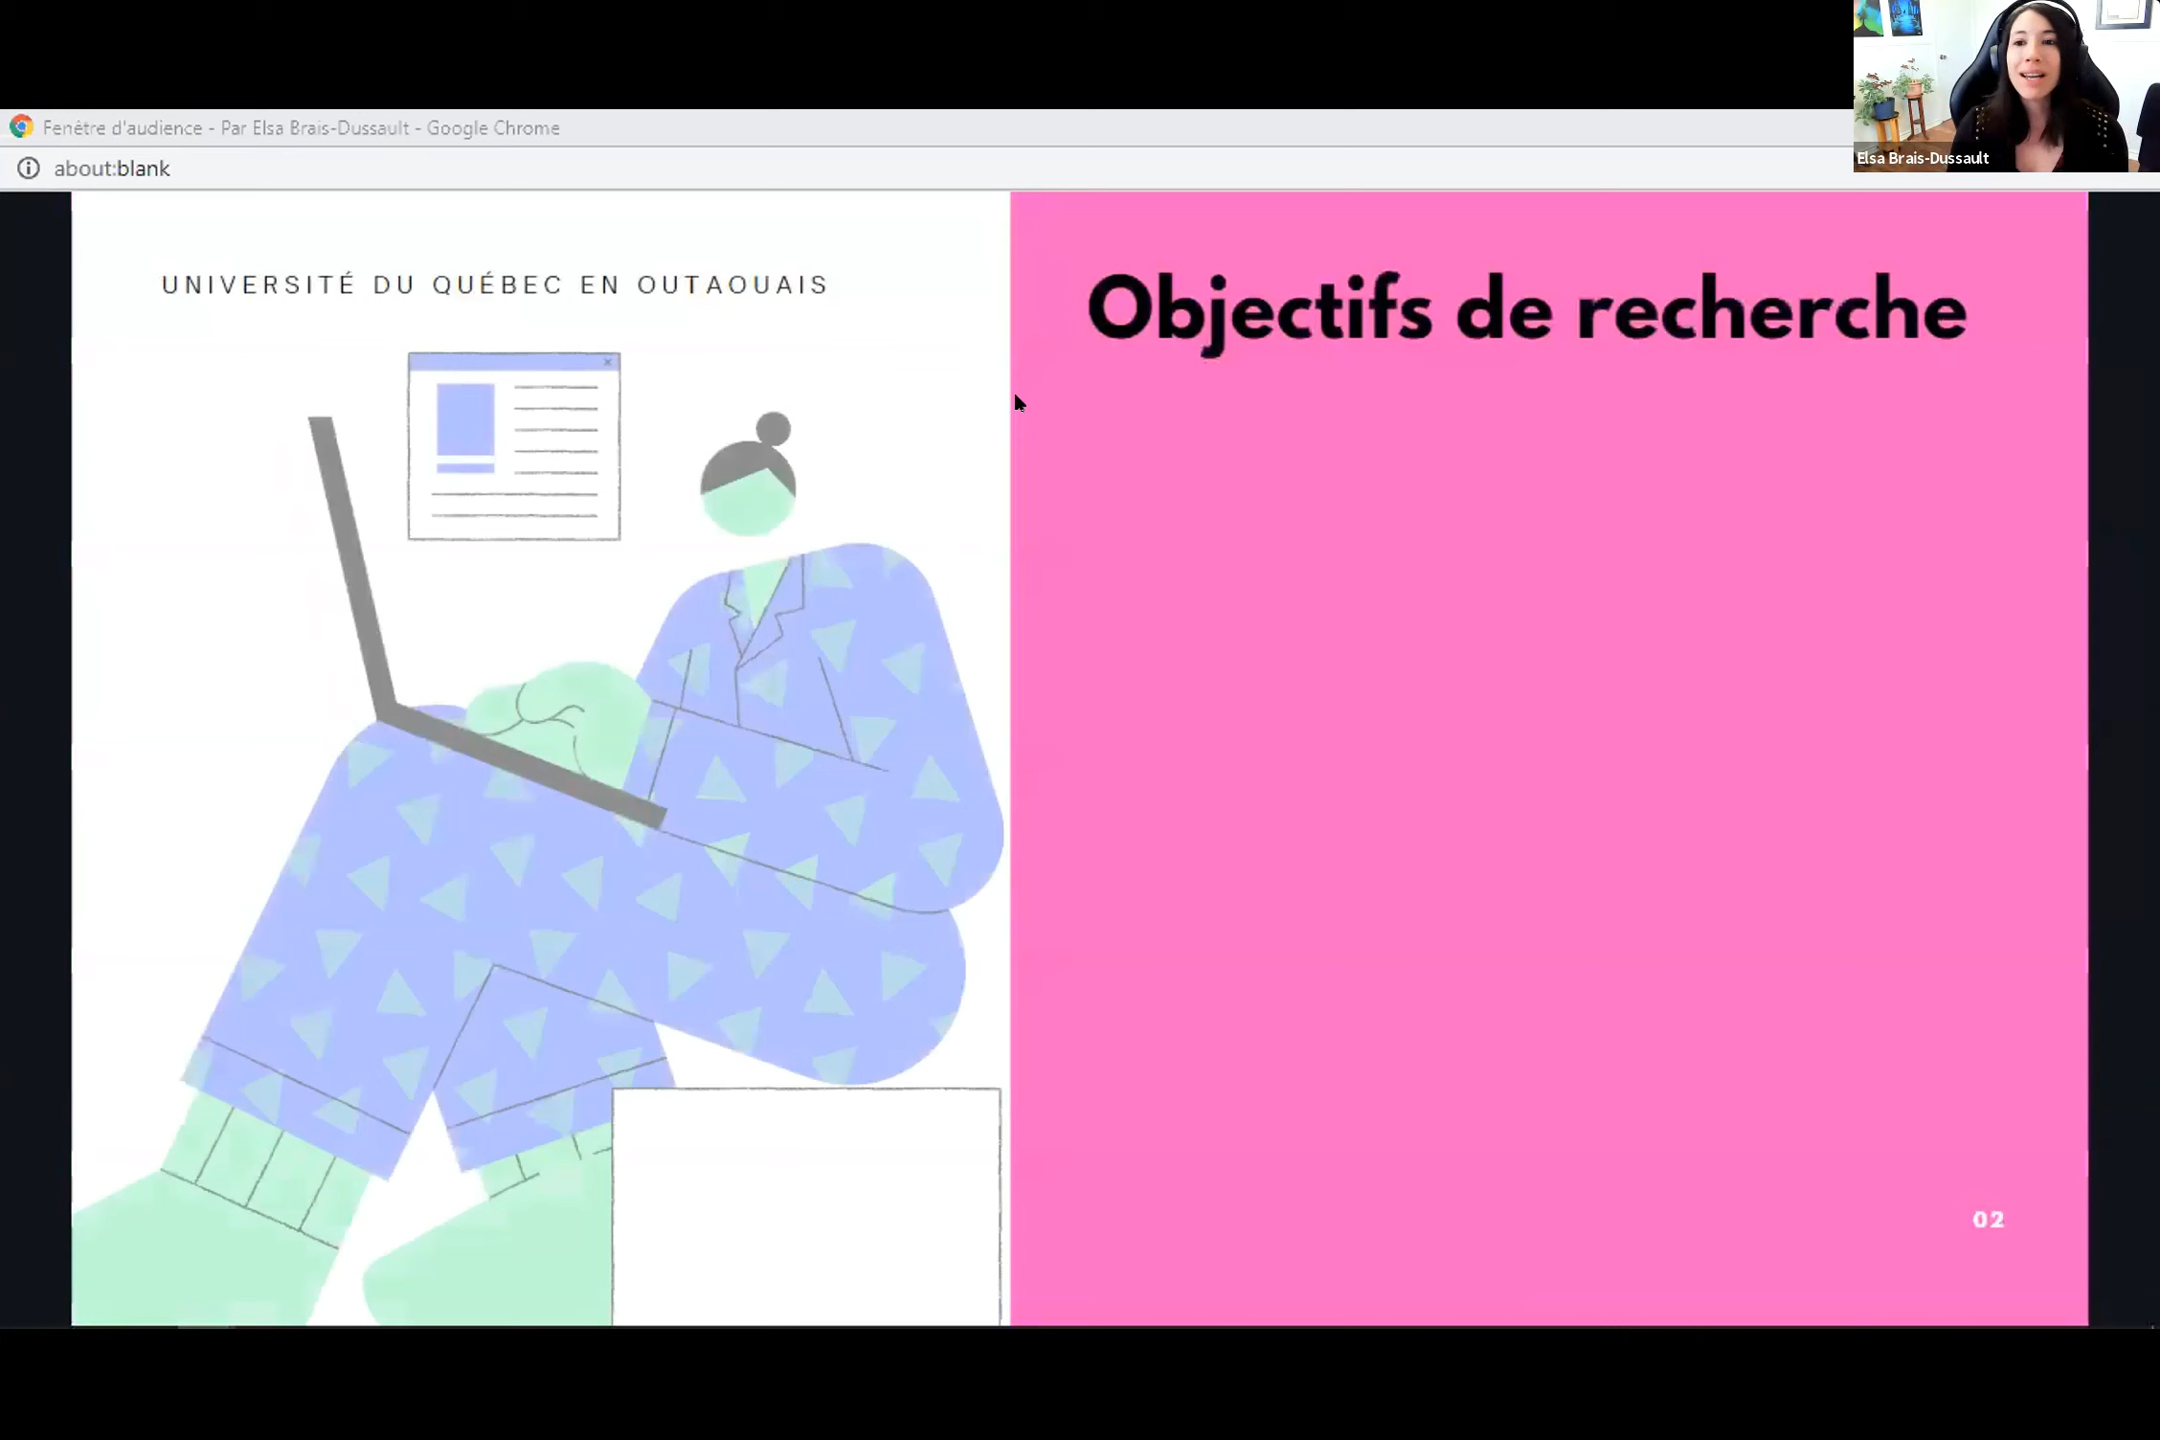 Elsa Brais-Dussault
Fenêtre d'audience - Par Elsa Brais-Dussault - Google Chrome
about:blank
UNIVERSITÉ DU QUÉBEC EN OUTAOUAIS
Objectifs de recherche
02